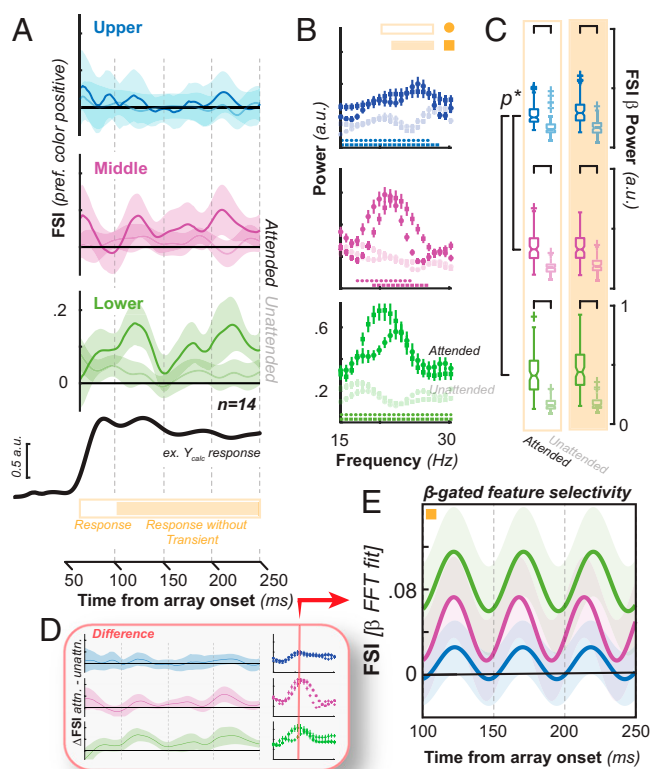 A
Upper
Middle
Lower
FSI (pref. color positive)
.2
0
n=14
Attended
Unattended
0.5 a.u.
ex. Ycalc response
Response
Response without
Transient
50
100
150
200
250
Time from array onset (ms)
B
Power (a.u.)
.6
.2
Attended
Unattended
15
30
Frequency (Hz)
C
p*
FSI β Power (a.u.)
1
0
Attended
Unattended
D
Difference
Δ FSI attn. - unattn.
E
β-gated feature selectivity
FSI [β FFT fit]
.08
0
100
150
200
250
Time from array onset (ms)